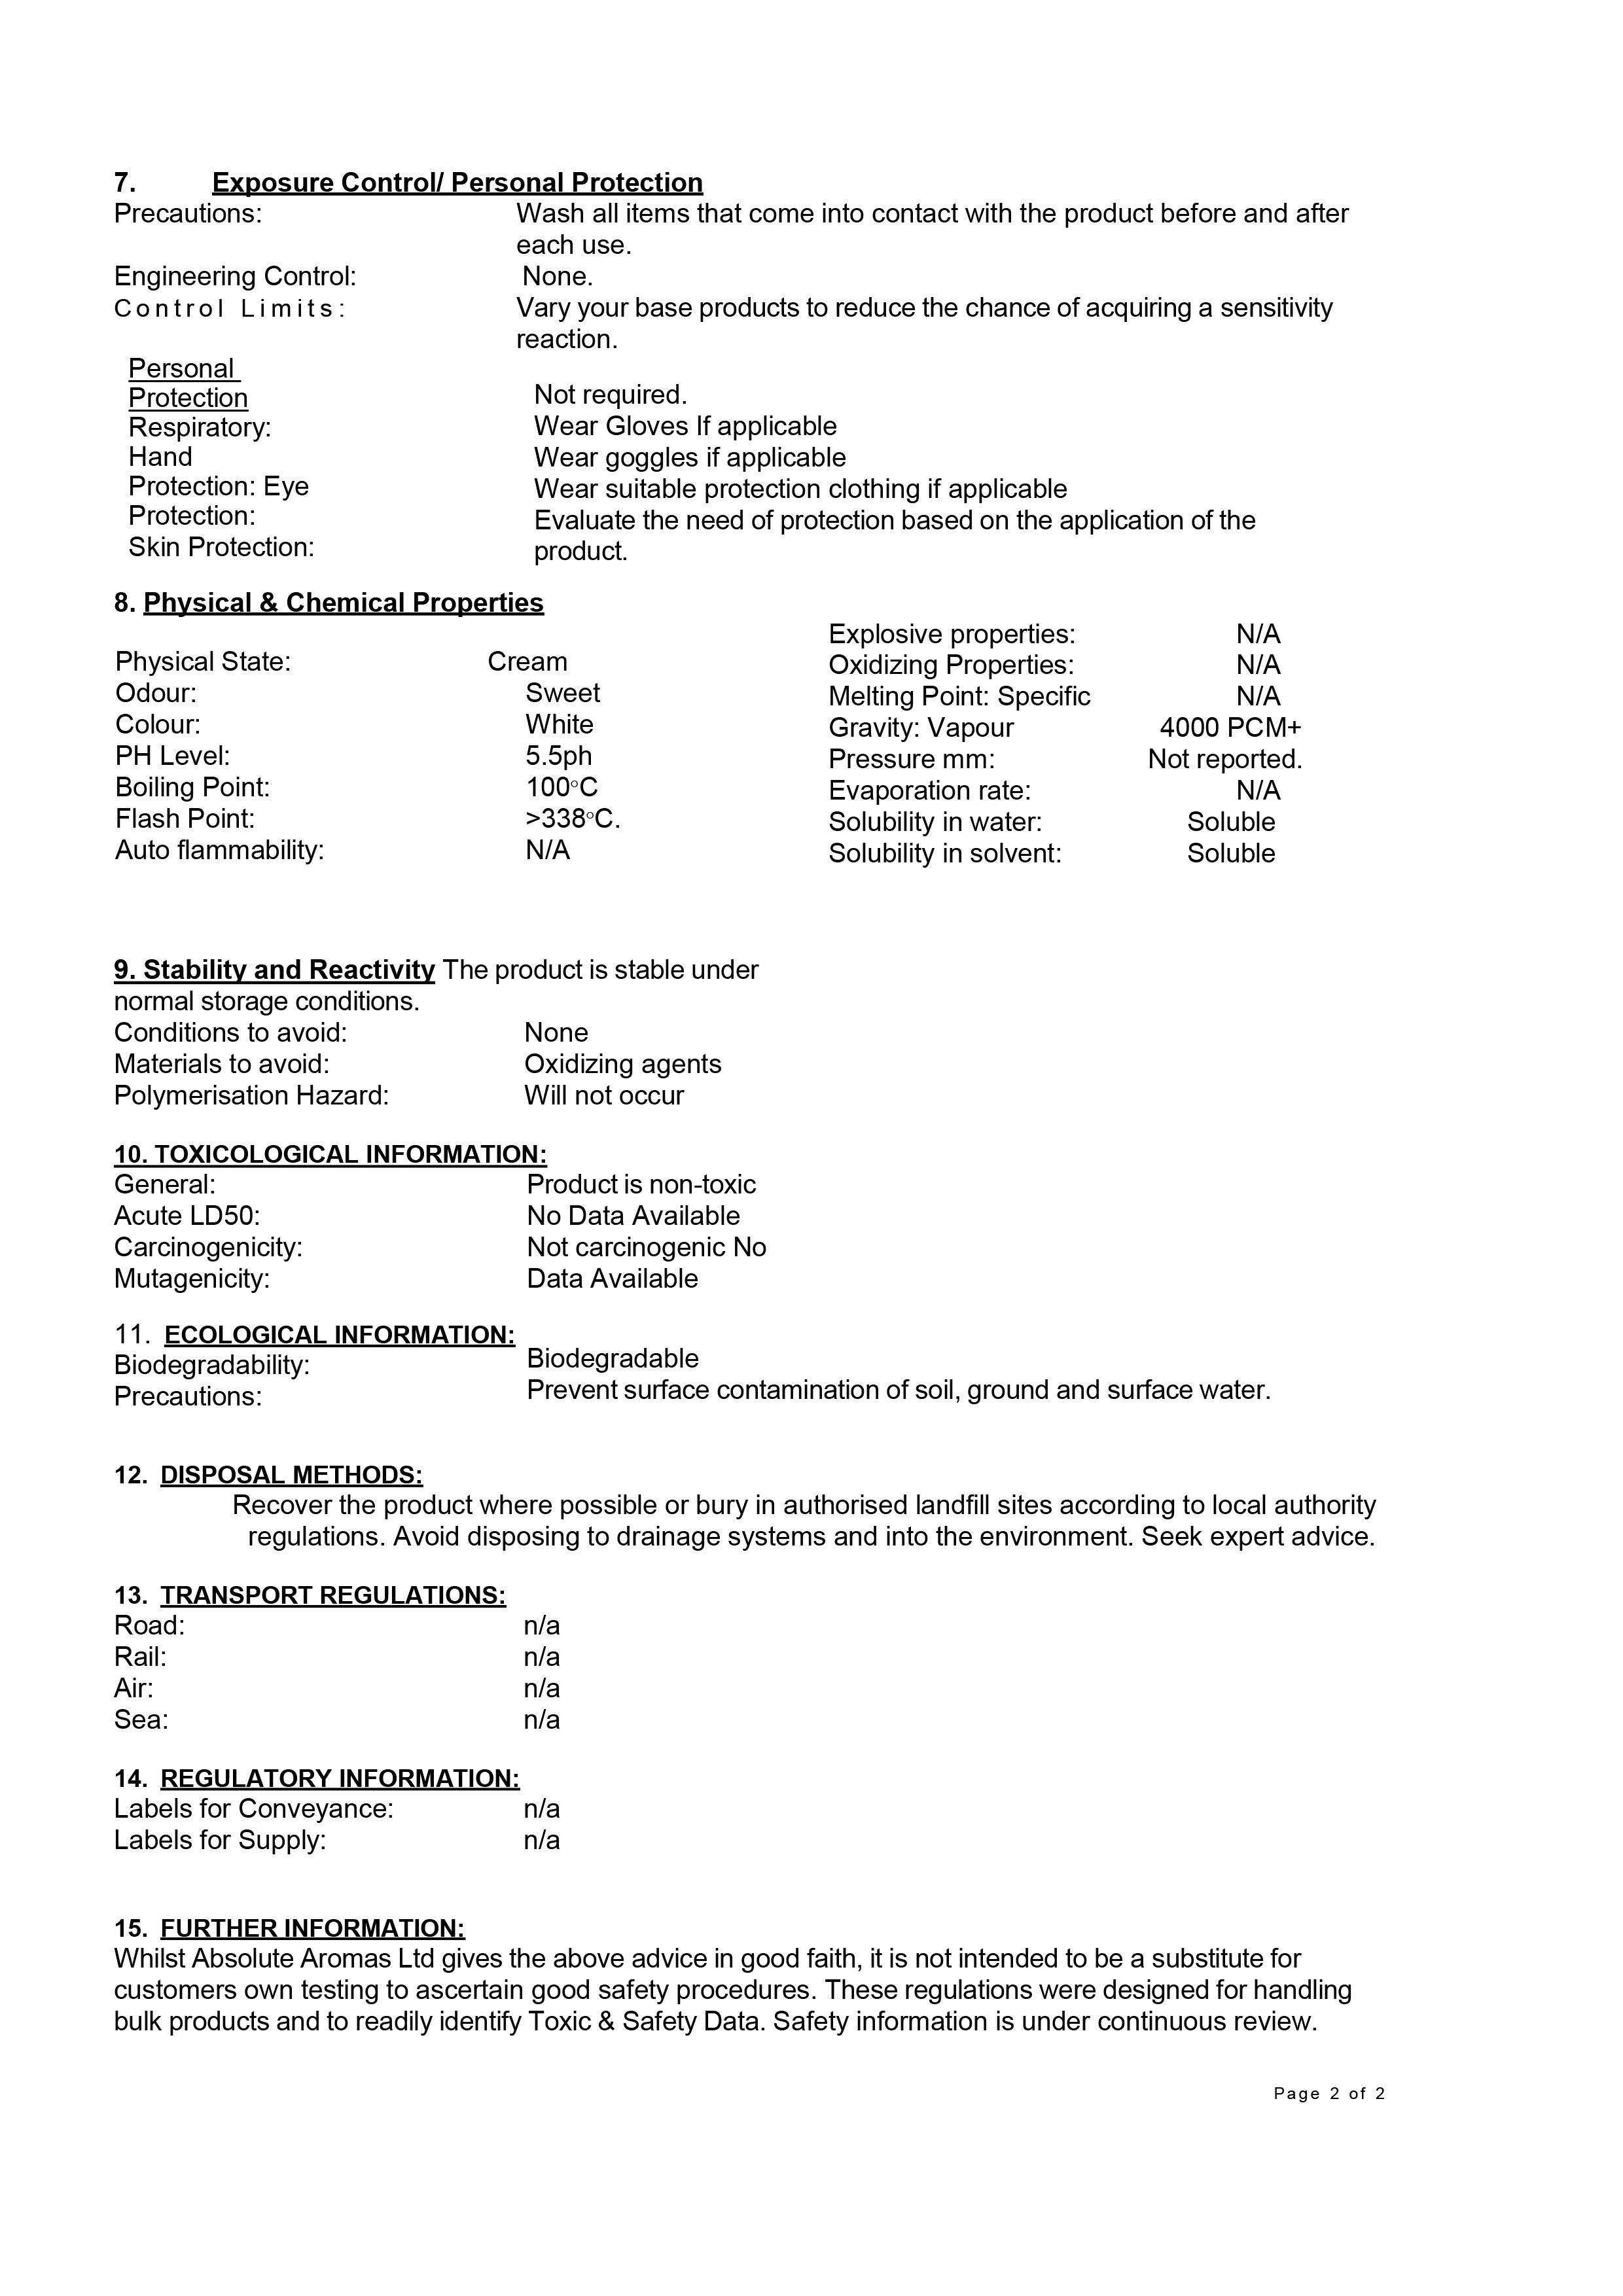 7. Exposure Control/ Personal Protection
Precautions: Wash all items that come into contact with the product before and after
each use.
Engineering Control: None.
Control Limits: Vary your base products to reduce the chance of acquiring a sensitivity
reaction.
Personal
Protection
Respiratory:
Hand
Protection: Eye
Protection:
Skin Protection:
Not required.
Wear Gloves If applicable
Wear goggles if applicable
Wear suitable protection clothing if applicable
Evaluate the need of protection based on the application of the
product.
8. Physical & Chemical Properties
Physical State: Cream
Odour: Sweet
Colour: White
PH Level: 5.5ph
Boiling Point: 100°C
Flash Point: >338°C.
Auto flammability: N/A
Explosive properties: N/A
Oxidizing Properties: N/A
Melting Point: Specific N/A
Gravity: Vapour 4000 PCM+
Pressure mm: Not reported.
Evaporation rate: N/A
Solubility in water: Soluble
Solubility in solvent: Soluble
9. Stability and Reactivity The product is stable under
normal storage conditions.
Conditions to avoid: None
Materials to avoid: Oxidizing agents
Polymerisation Hazard: Will not occur
10. TOXICOLOGICAL INFORMATION:
General: Product is non-toxic
Acute LD50: No Data Available
Carcinogenicity: Not carcinogenic No
Mutagenicity: Data Available
11. ECOLOGICAL INFORMATION:
Biodegradability: Biodegradable
Precautions: Prevent surface contamination of soil, ground and surface water.
12. DISPOSAL METHODS:
Recover the product where possible or bury in authorised landfill sites according to local authority
regulations. Avoid disposing to drainage systems and into the environment. Seek expert advice.
13. TRANSPORT REGULATIONS:
Road: n/a
Rail: n/a
Air: n/a
Sea: n/a
14. REGULATORY INFORMATION:
Labels for Conveyance: n/a
Labels for Supply: n/a
15. FURTHER INFORMATION:
Whilst Absolute Aromas Ltd gives the above advice in good faith, it is not intended to be a substitute for
customers own testing to ascertain good safety procedures. These regulations were designed for handling
bulk products and to readily identify Toxic & Safety Data. Safety information is under continuous review.
Page 2 of 2